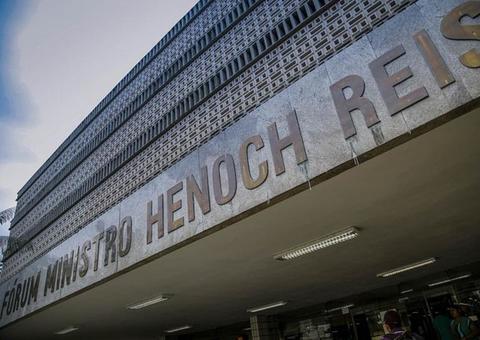 FÓRUM MINISTRO HENOCH REIS